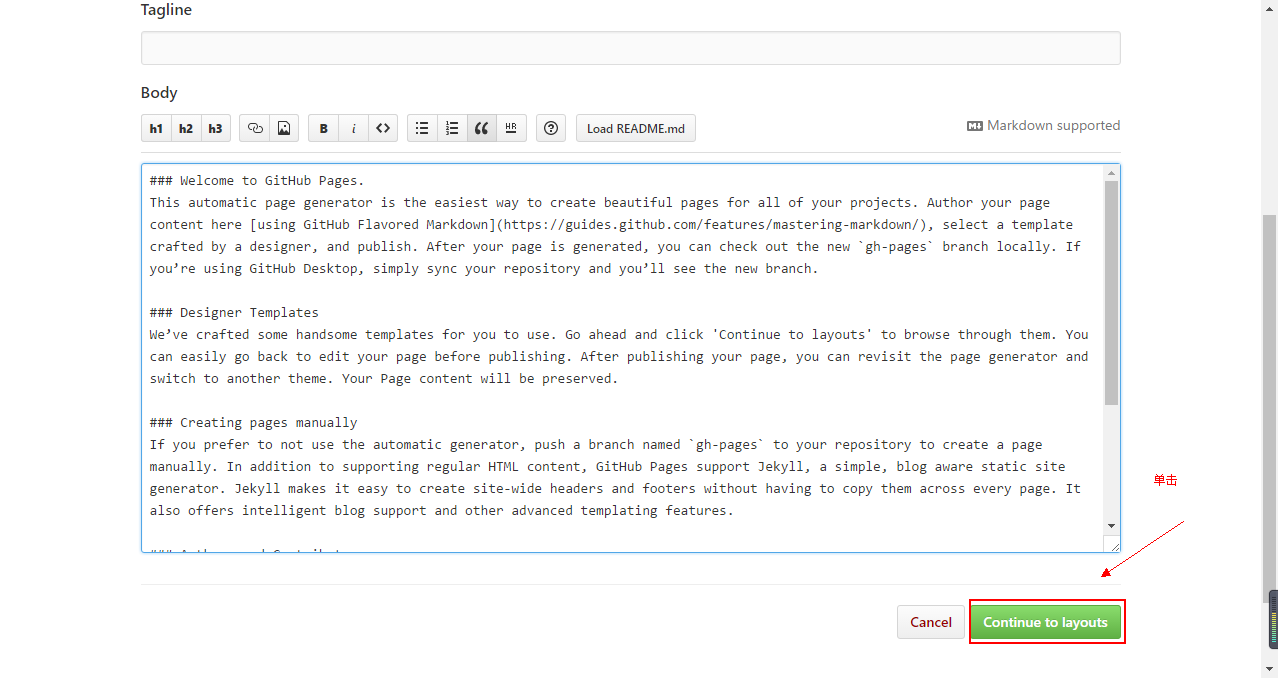 Tagline
Body
h1 h2 h3 B i <> HR Load README.md
Markdown supported
### Welcome to GitHub Pages.
This automatic page generator is the easiest way to create beautiful pages for all of your projects. Author your page
content here [using GitHub Flavored Markdown](https://guides.github.com/features/mastering-markdown/), select a template
crafted by a designer, and publish. After your page is generated, you can check out the new `gh-pages` branch locally. If
you’re using GitHub Desktop, simply sync your repository and you’ll see the new branch.
### Designer Templates
We’ve crafted some handsome templates for you to use. Go ahead and click 'Continue to layouts' to browse through them. You
can easily go back to edit your page before publishing. After publishing your page, you can revisit the page generator and
switch to another theme. Your Page content will be preserved.
### Creating pages manually
If you prefer to not use the automatic generator, push a branch named `gh-pages` to your repository to create a page
manually. In addition to supporting regular HTML content, GitHub Pages support Jekyll, a simple, blog aware static site
generator. Jekyll makes it easy to create site-wide headers and footers without having to copy them across every page. It
also offers intelligent blog support and other advanced templating features.
单击
Cancel
Continue to layouts